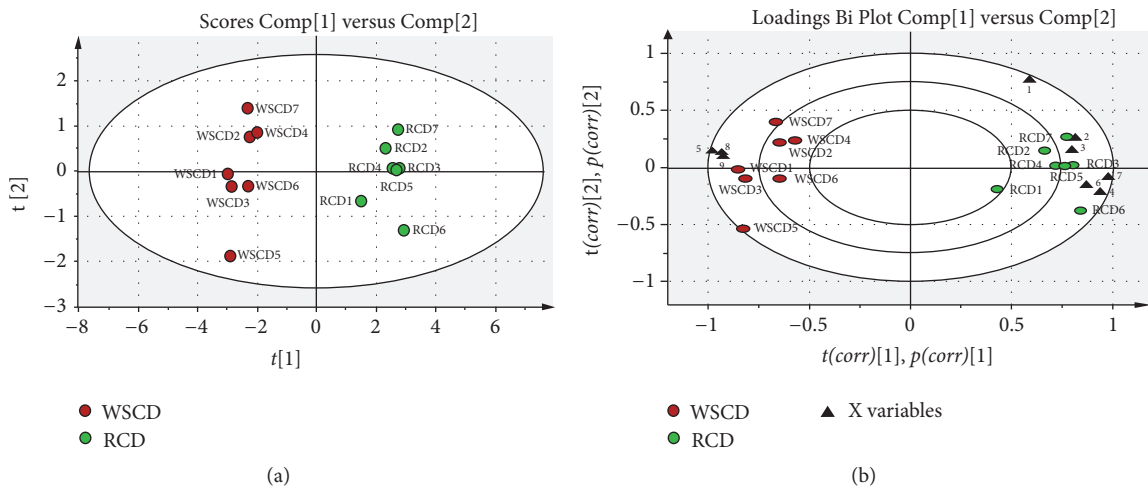 Scores Comp[1] versus Comp[2]
t [2]
2
1
0
−1
−2
−3
−8
−6
−4
−2
0
2
4
6
t[1]
WSCD7
WSCD2
WSCD4
WSCD1
WSCD6
WSCD3
WSCD5
RCD7
RCD2
RCD4
RCD3
RCD5
RCD1
RCD6
WSCD
RCD
(a)
Loadings Bi Plot Comp[1] versus Comp[2]
t(corr)[2], p(corr)[2]
1
0.5
0
−0.5
−1
−1
−0.5
0
0.5
1
t(corr)[1], p(corr)[1]
1
WSCD7
WSCD4
WSCD2
5
8
9
WSCD1
WSCD3
WSCD6
WSCD5
RCD7
2
RCD2
3
RCD4
RCD3
RCD5
7
6
4
RCD1
RCD6
WSCD
X variables
RCD
(b)